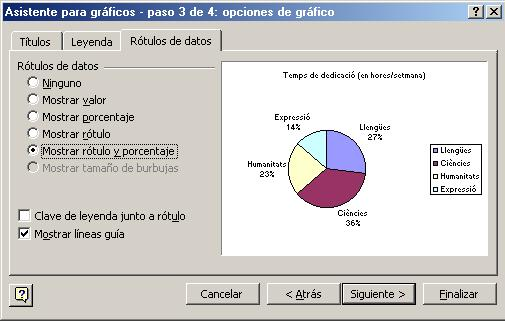 Asistente para gráficos - paso 3 de 4: opciones de gráfico
Títulos
Leyenda
Rótulos de datos
Rótulos de datos
Ninguno
Mostrar valor
Mostrar porcentaje
Mostrar rótulo
Mostrar rótulo y porcentaje
Mostrar tamaño de burbujas
Clave de leyenda junto a rótulo
Mostrar líneas guía
Temps de dedicació (en hores/setmana)
Expressió
14%
Llengües
27%
Humanitats
23%
Ciències
36%
Llengües
Ciències
Humanitats
Expressió
?
Cancelar
< Atrás
Siguiente >
Finalizar